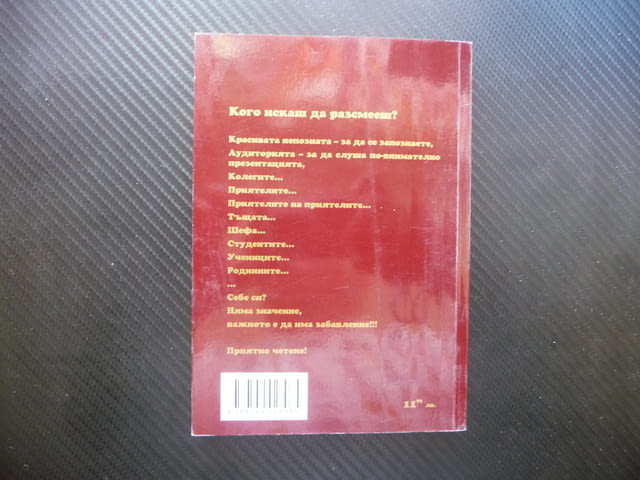 Кого искаш да разсмееш?
Красивата непозната – за да се запознаете,
Аудиторията – за да слуша по-внимателно
презентацията,
Колегите...
Приятелите...
Приятелите на приятелите...
Тъщата...
Шефа...
Студентите...
Учениците...
Роднините...
...
Себе си?
Няма значение,
важното е да има забавление!!!
Приятно четене!
лв.